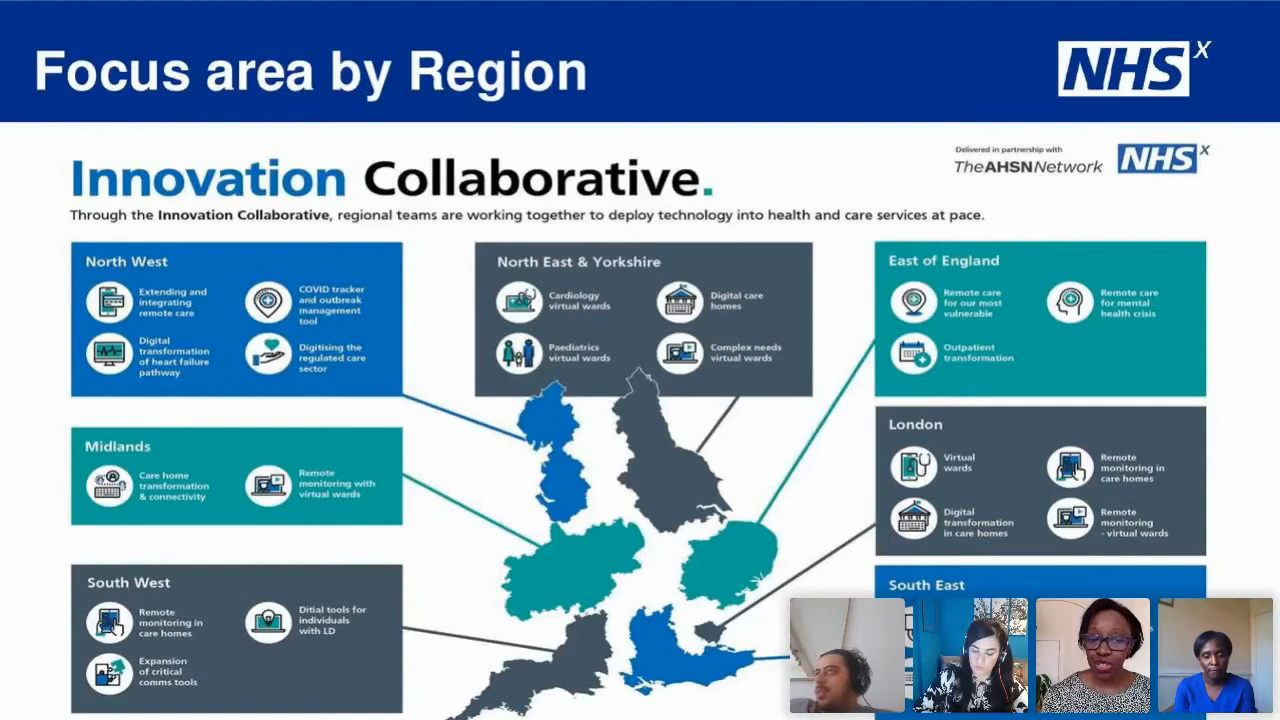 Focus area by Region
NHSX
Innovation Collaborative.
Delivered in partnership with
TheAHSNNetwork
NHSX
Through the Innovation Collaborative, regional teams are working together to deploy technology into health and care services at pace.
North West
Extending and
integrating
remote care
COVID tracker
and outbreak
management
tool
Digital
transformation
of heart failure
pathway
Digitising the
regulated care
sector
North East & Yorkshire
Cardiology
virtual wards
Digital care
homes
Paediatrics
virtual wards
Complex needs
virtual wards
East of England
Remote care
for our most
vulnerable
Remote care
for mental
health crisis
Outpatient
transformation
Midlands
Care home
transformation
& connectivity
Remote
monitoring with
virtual wards
London
Virtual
wards
Remote
monitoring in
care homes
Digital
transformation
in care homes
Remote
monitoring
- virtual wards
South West
Remote
monitoring in
care homes
Ditial tools for
individuals
with LD
Expansion
of critical
comms tools
South East